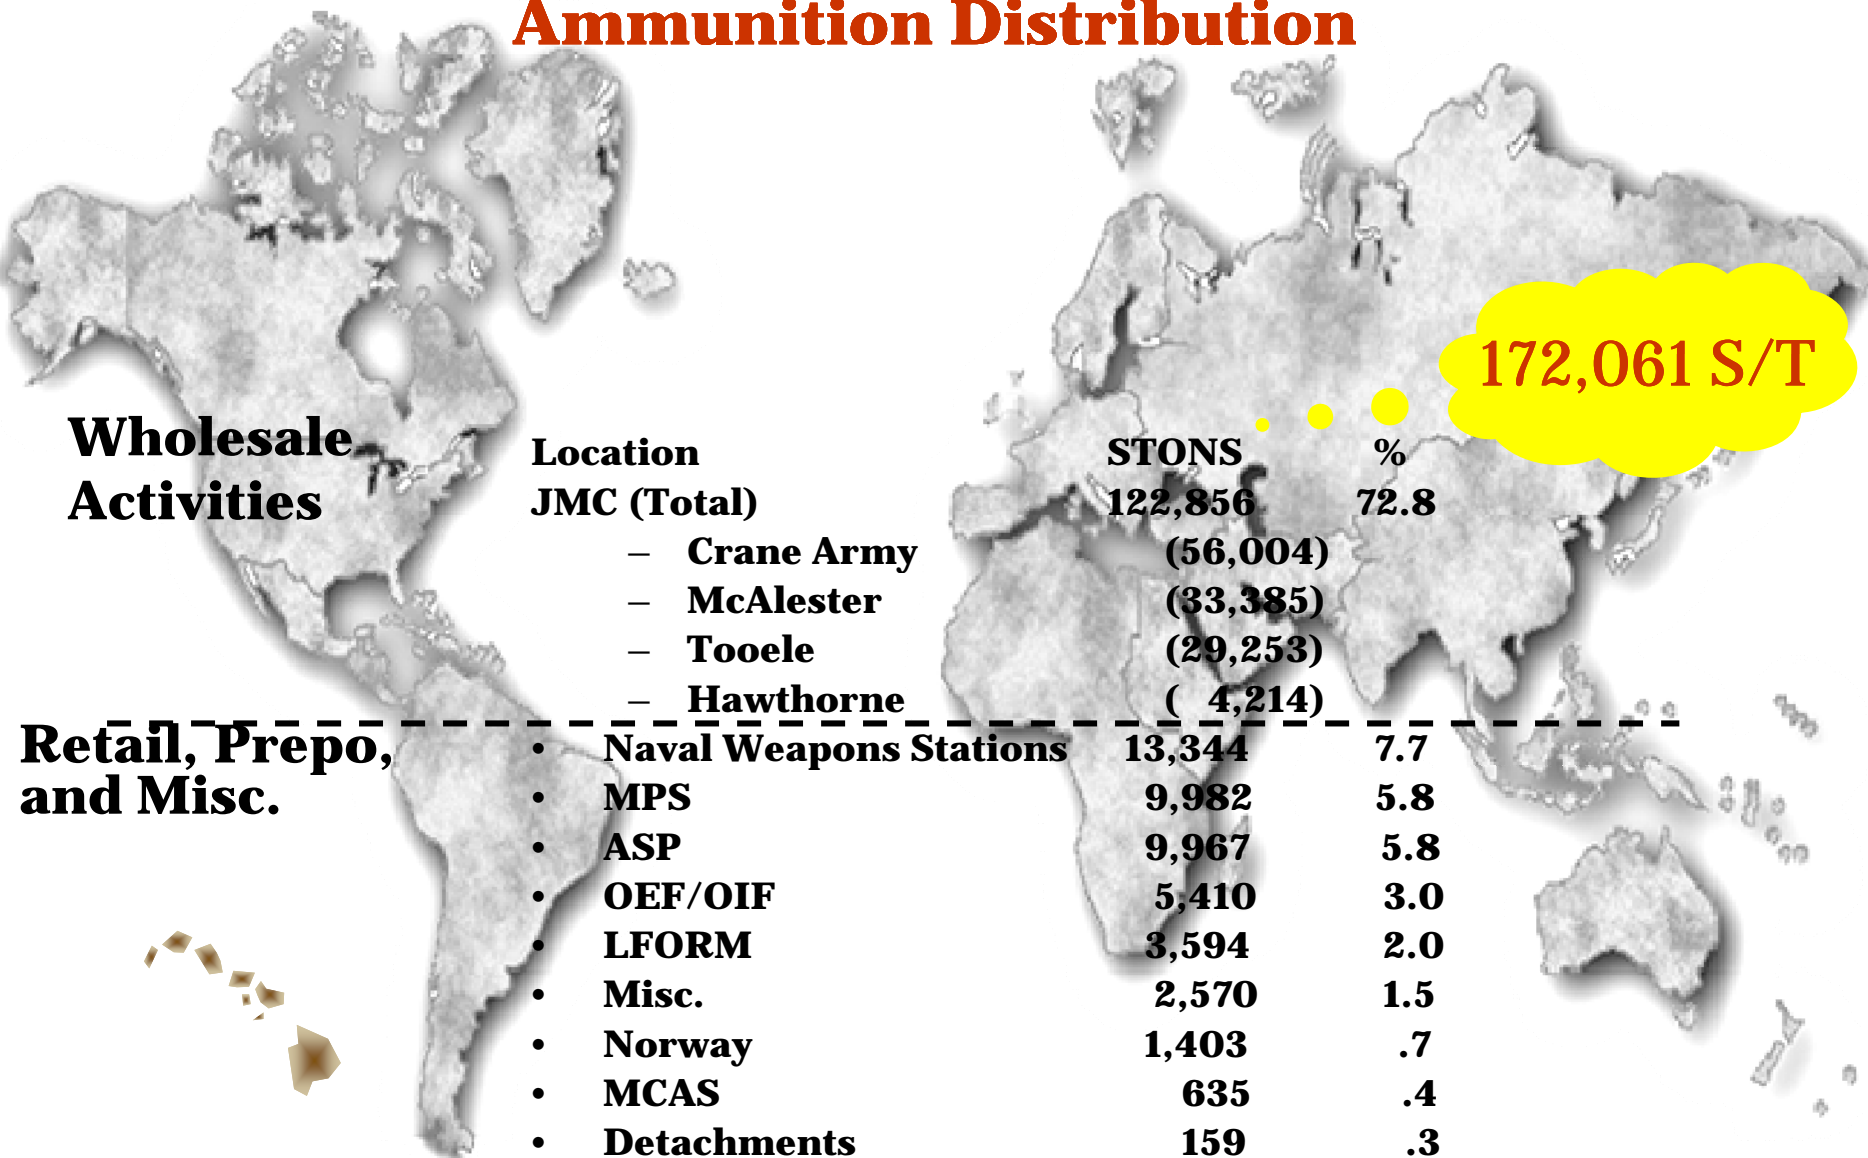 Ammunition Distribution
172,061 S/T
Wholesale
Activities
Location STONS %
JMC (Total) 122,856 72.8
– Crane Army (56,004)
– McAlester (33,385)
– Tooele (29,253)
– Hawthorne ( 4,214)
Retail, Prepo,
and Misc.
• Naval Weapons Stations 13,344 7.7
• MPS 9,982 5.8
• ASP 9,967 5.8
• OEF/OIF 5,410 3.0
• LFORM 3,594 2.0
• Misc. 2,570 1.5
• Norway 1,403 .7
• MCAS 635 .4
• Detachments 159 .3